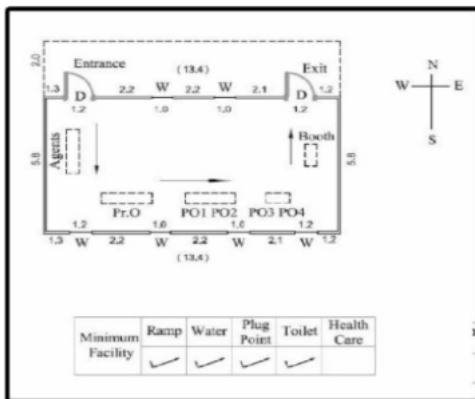 2.0
Entrance
(13.4)
Exit
N
W E
S
1.3 D 2.2 W W 2.1 D 1.2
1.2 1.0 1.0 1.2
Agents
Booth
5.8
5.8
Pr.O PO1 PO2 PO3 PO4
1.2 1.0 1.0 1.2
1.3 W 2.2 W 2.2 W 2.1 W 1.2
(13.4)
Minimum Facility
Ramp
Water
Plug Point
Toilet
Health Care